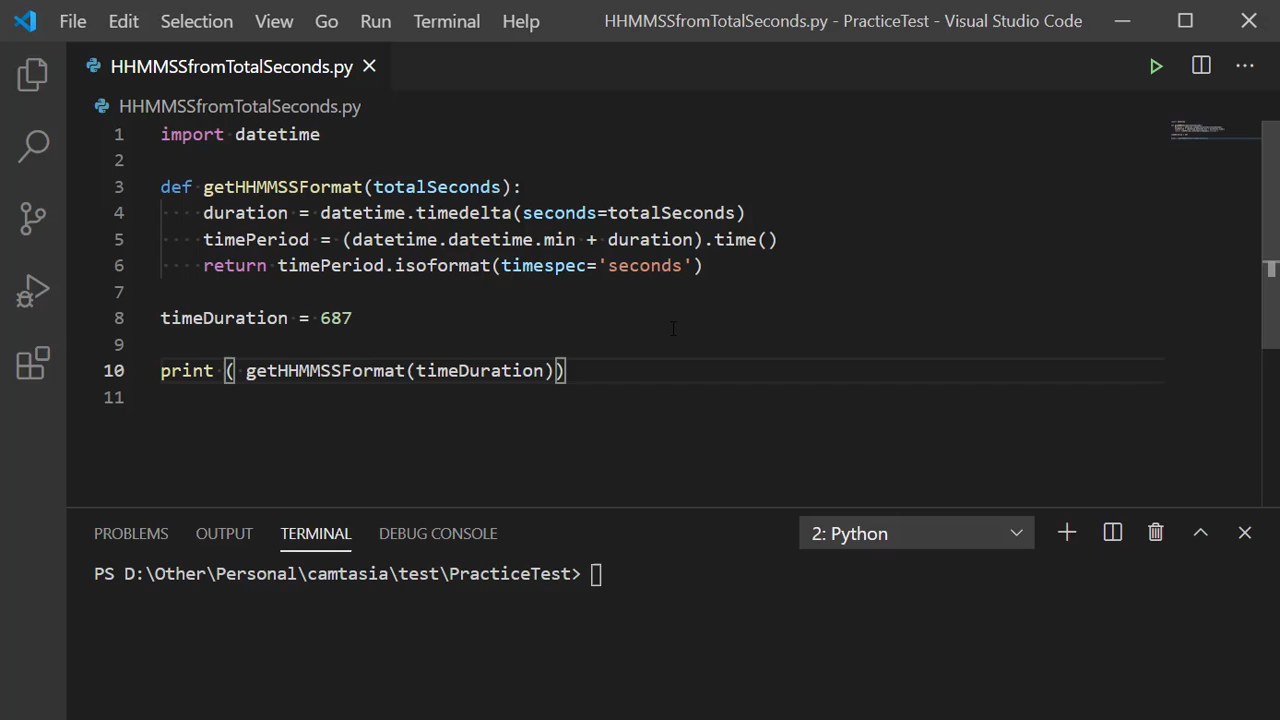 File Edit Selection View Go Run Terminal Help HHMMSSfromTotalSeconds.py - PracticeTest - Visual Studio Code
HHMMSSfromTotalSeconds.py
HHMMSSfromTotalSeconds.py
1 import datetime
2
3 def getHHMMSSFormat(totalSeconds):
4     duration = datetime.timedelta(seconds=totalSeconds)
5     timePeriod = (datetime.datetime.min + duration).time()
6     return timePeriod.isoformat(timespec='seconds')
7
8 timeDuration = 687
9
10 print ( getHHMMSSFormat(timeDuration))
11
PROBLEMS OUTPUT TERMINAL DEBUG CONSOLE 2: Python
PS D:\Other\Personal\camtasia\test\PracticeTest>